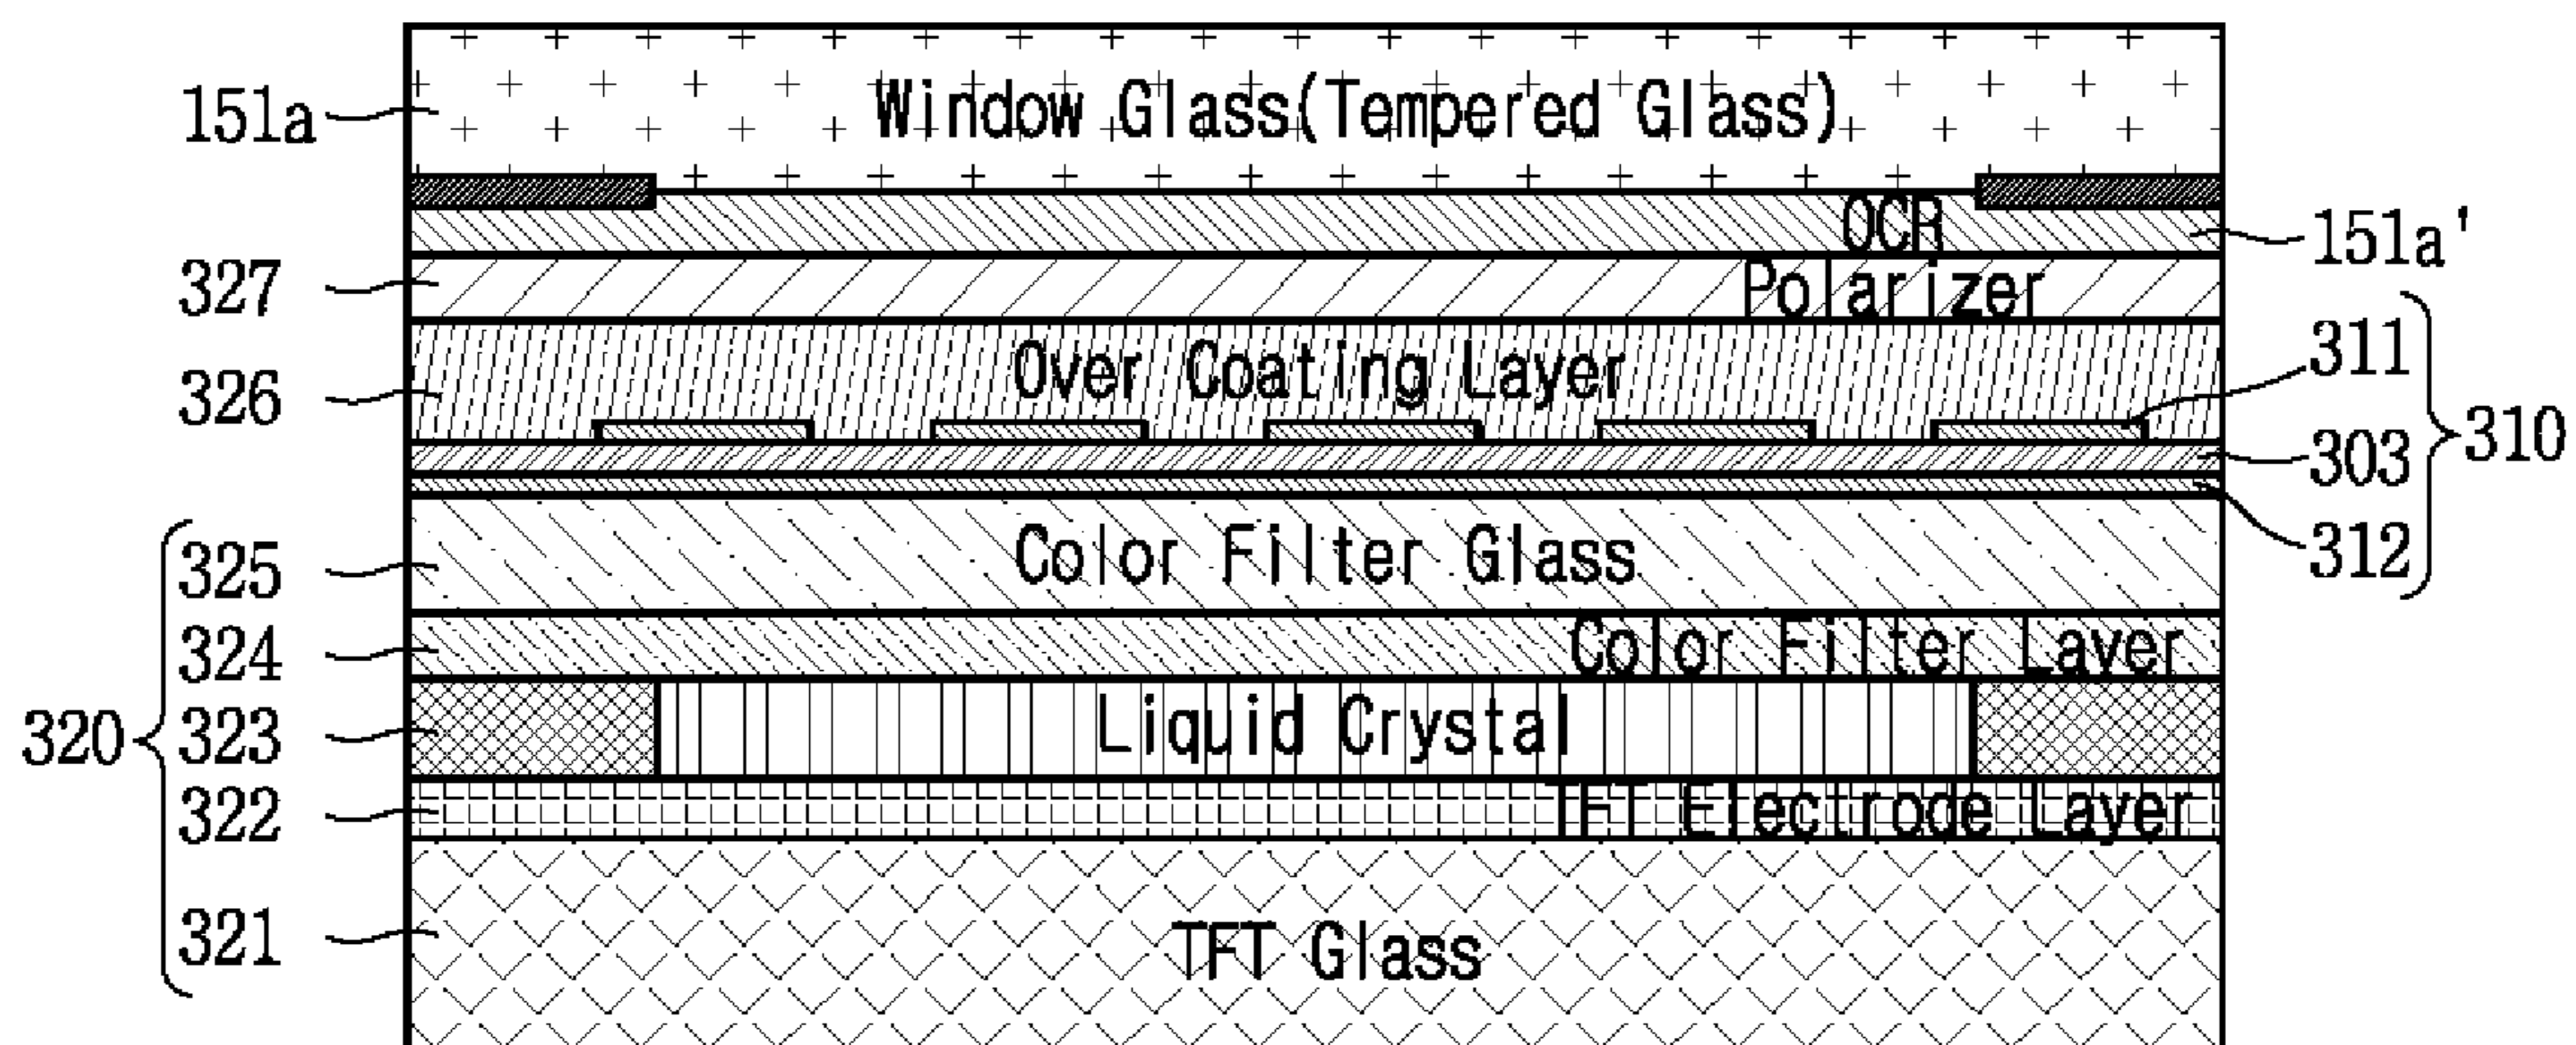 151a
Window Glass(Tempered Glass)
OCR
151a'
327
Polarizer
326
Over Coating Layer
311
303
310
312
325
Color Filter Glass
324
Color Filter Layer
320
323
Liquid Crystal
322
TFT Electrode Layer
321
TFT Glass